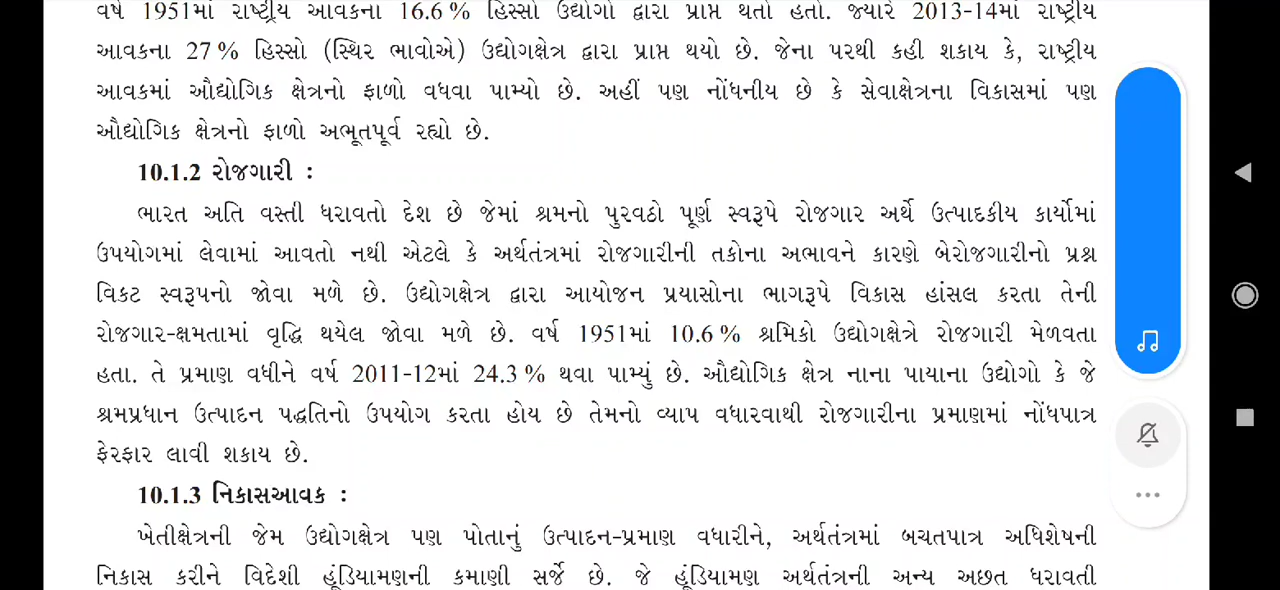 વર્ષ 1951માં રાષ્ટ્રીય આવકના 16.6 % હિસ્સો ઉદ્યોગો દ્વારા પ્રાપ્ત થતો હતો. જ્યારે 2013-14માં રાષ્ટ્રીય
આવકના 27 % હિસ્સો (સ્થિર ભાવોએ) ઉદ્યોગક્ષેત્ર દ્વારા પ્રાપ્ત થયો છે. જેના પરથી કહી શકાય કે, રાષ્ટ્રીય
આવકમાં ઔદ્યોગિક ક્ષેત્રનો ફાળો વધવા પામ્યો છે. અહીં પણ નોંધનીય છે કે સેવાક્ષેત્રના વિકાસમાં પણ
ઔદ્યોગિક ક્ષેત્રનો ફાળો અભૂતપૂર્વ રહ્યો છે.
10.1.2 રોજગારી :
ભારત અતિ વસ્તી ધરાવતો દેશ છે જેમાં શ્રમનો પુરવઠો પૂર્ણ સ્વરૂપે રોજગાર અર્થે ઉત્પાદકીય કાર્યોમાં
ઉપયોગમાં લેવામાં આવતો નથી એટલે કે અર્થતંત્રમાં રોજગારીની તકોના અભાવને કારણે બેરોજગારીનો પ્રશ્ન
વિકટ સ્વરૂપનો જોવા મળે છે. ઉદ્યોગક્ષેત્ર દ્વારા આયોજન પ્રયાસોના ભાગરૂપે વિકાસ હાંસલ કરતા તેની
રોજગાર-ક્ષમતામાં વૃદ્ધિ થયેલ જોવા મળે છે. વર્ષ 1951માં 10.6 % શ્રમિકો ઉદ્યોગક્ષેત્રે રોજગારી મેળવતા
હતા. તે પ્રમાણ વધીને વર્ષ 2011-12માં 24.3 % થવા પામ્યું છે. ઔદ્યોગિક ક્ષેત્ર નાના પાયાના ઉદ્યોગો કે જે
શ્રમપ્રધાન ઉત્પાદન પદ્ધતિનો ઉપયોગ કરતા હોય છે તેમનો વ્યાપ વધારવાથી રોજગારીના પ્રમાણમાં નોંધપાત્ર
ફેરફાર લાવી શકાય છે.
10.1.3 નિકાસઆવક :
ખેતીક્ષેત્રની જેમ ઉદ્યોગક્ષેત્ર પણ પોતાનું ઉત્પાદન-પ્રમાણ વધારીને, અર્થતંત્રમાં બચતપાત્ર અધિશેષની
નિકાસ કરીને વિદેશી હૂંડિયામણની કમાણી સર્જે છે. જે હૂંડિયામણ અર્થતંત્રની અન્ય અછત ધરાવતી